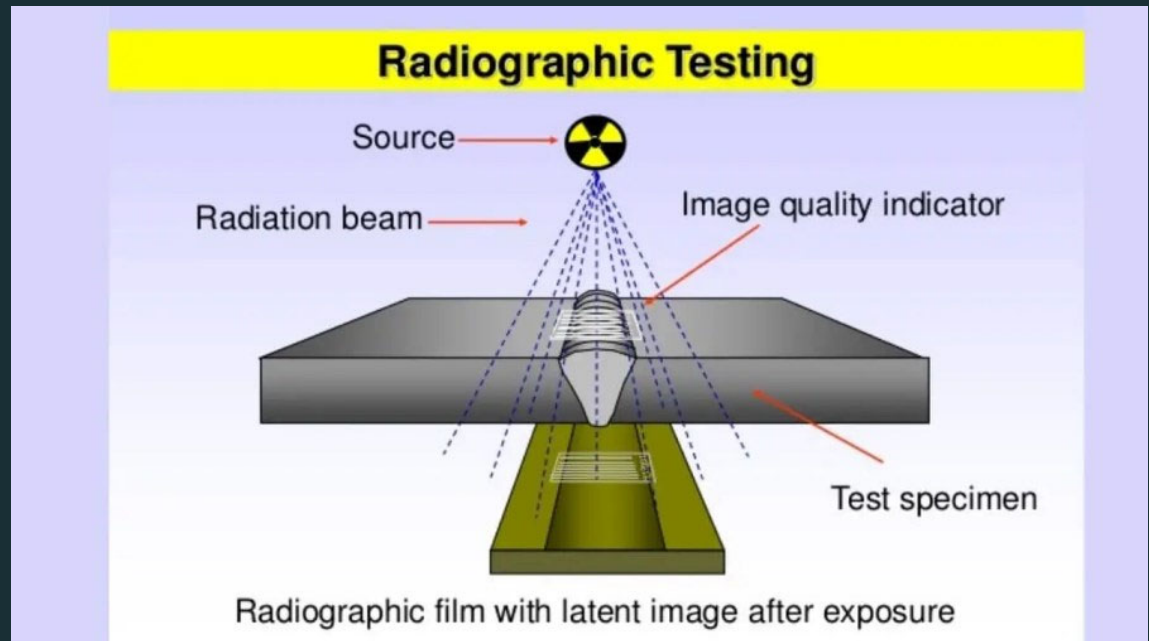 Radiographic Testing
Source
Radiation beam
Image quality indicator
Test specimen
Radiographic film with latent image after exposure